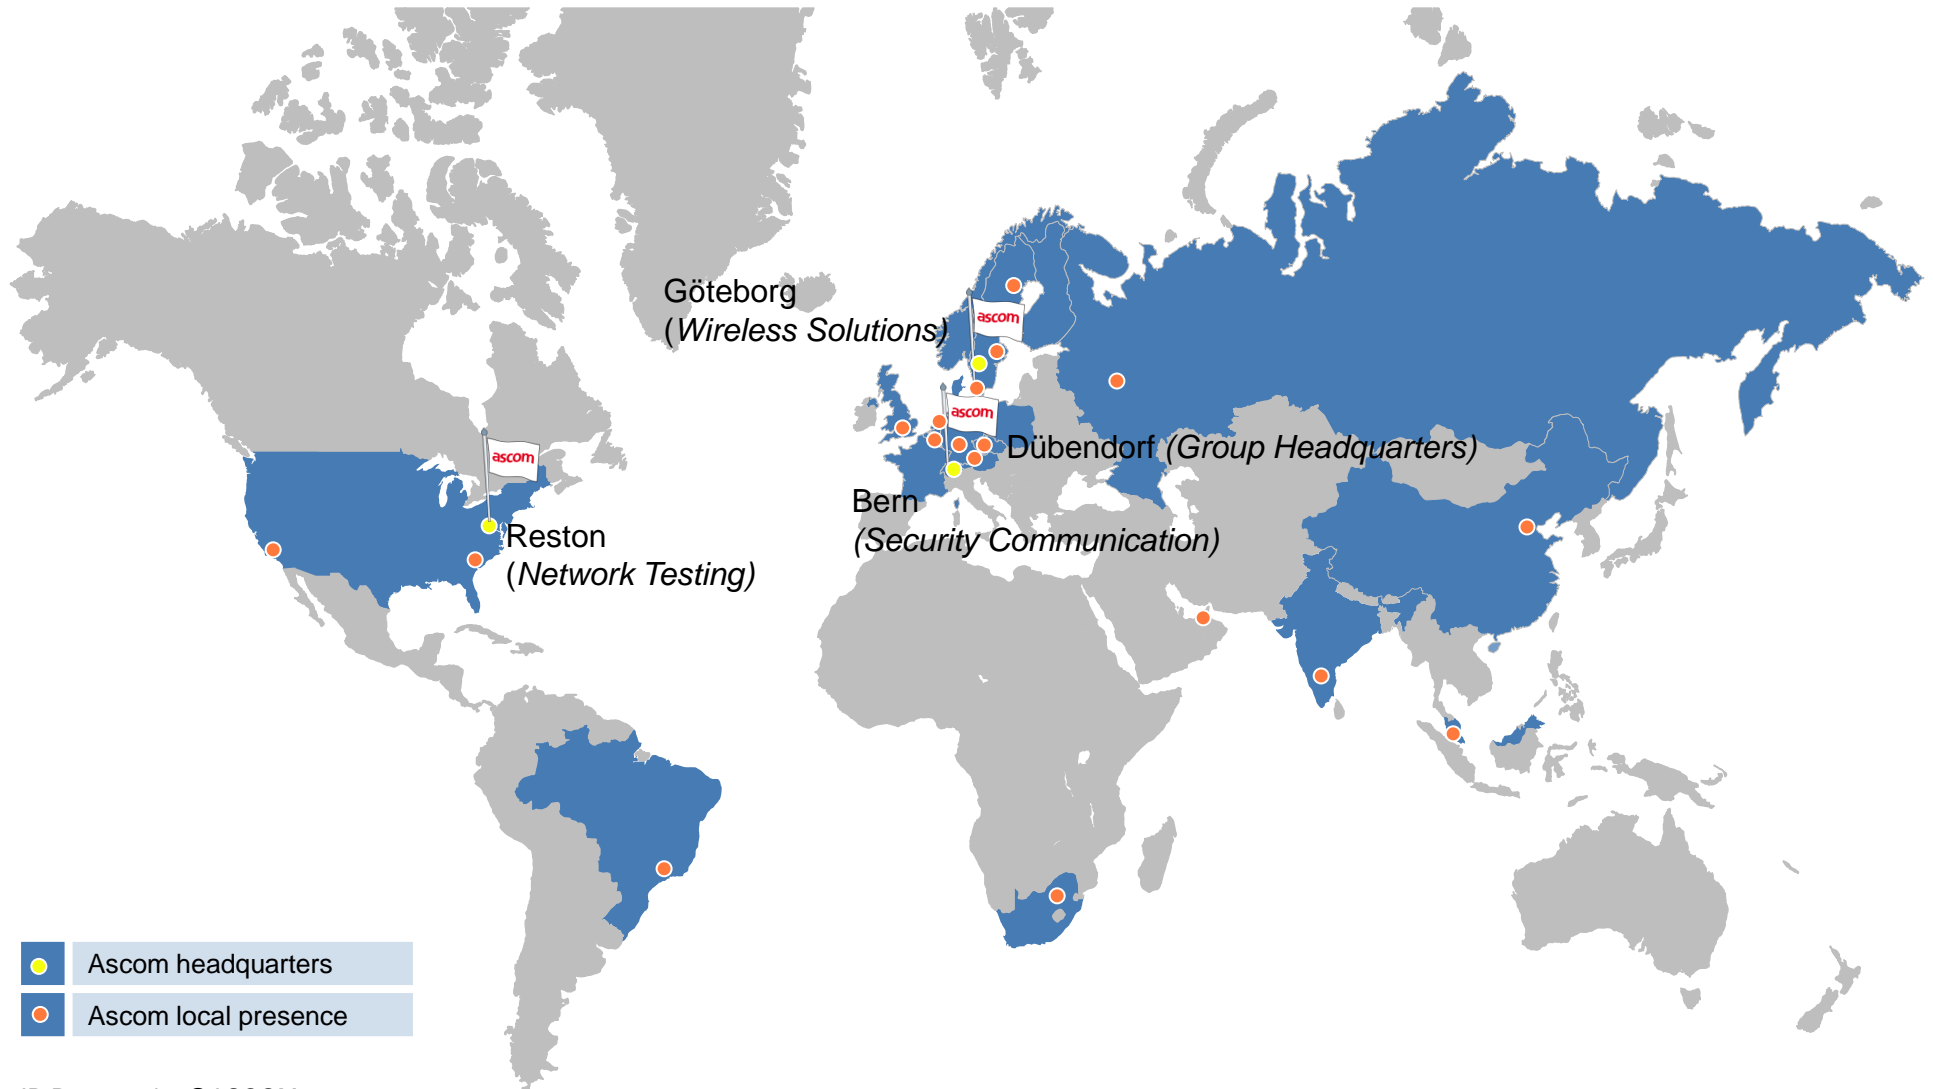 Göteborg
(Wireless Solutions)
ascom
ascom
Dübendorf (Group Headquarters)
ascom
Bern
(Security Communication)
Reston
(Network Testing)
Ascom headquarters
Ascom local presence